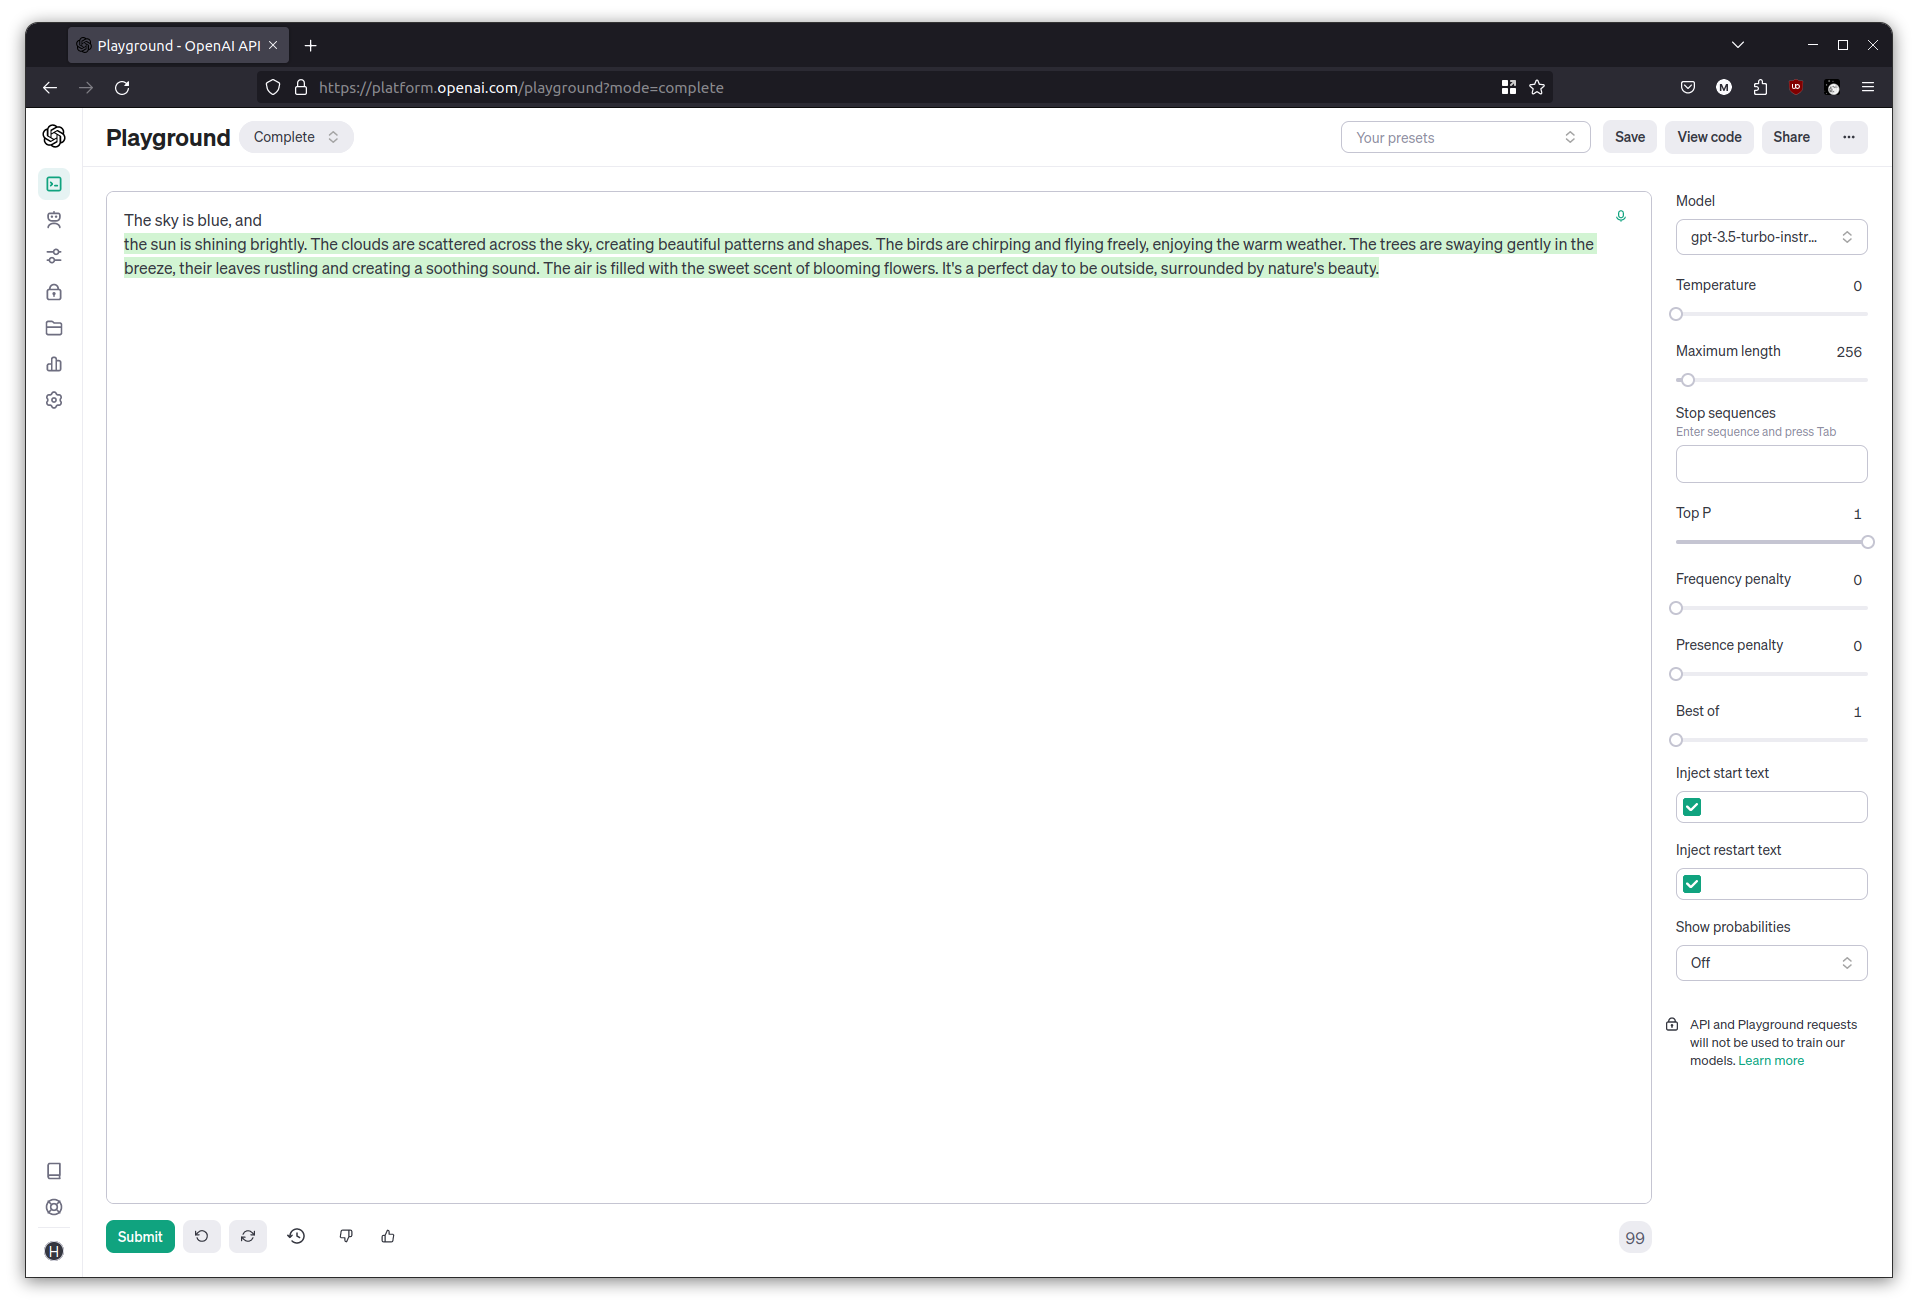 Playground - OpenAI API
https://platform.openai.com/playground?mode=complete
Playground
Complete
Your presets
Save
View code
Share
The sky is blue, and
the sun is shining brightly. The clouds are scattered across the sky, creating beautiful patterns and shapes. The birds are chirping and flying freely, enjoying the warm weather. The trees are swaying gently in the
breeze, their leaves rustling and creating a soothing sound. The air is filled with the sweet scent of blooming flowers. It's a perfect day to be outside, surrounded by nature's beauty.
Model
gpt-3.5-turbo-instr...
Temperature 0
Maximum length 256
Stop sequences
Enter sequence and press Tab
Top P 1
Frequency penalty 0
Presence penalty 0
Best of 1
Inject start text
Inject restart text
Show probabilities
Off
API and Playground requests
will not be used to train our
models. Learn more
Submit
99
H
M